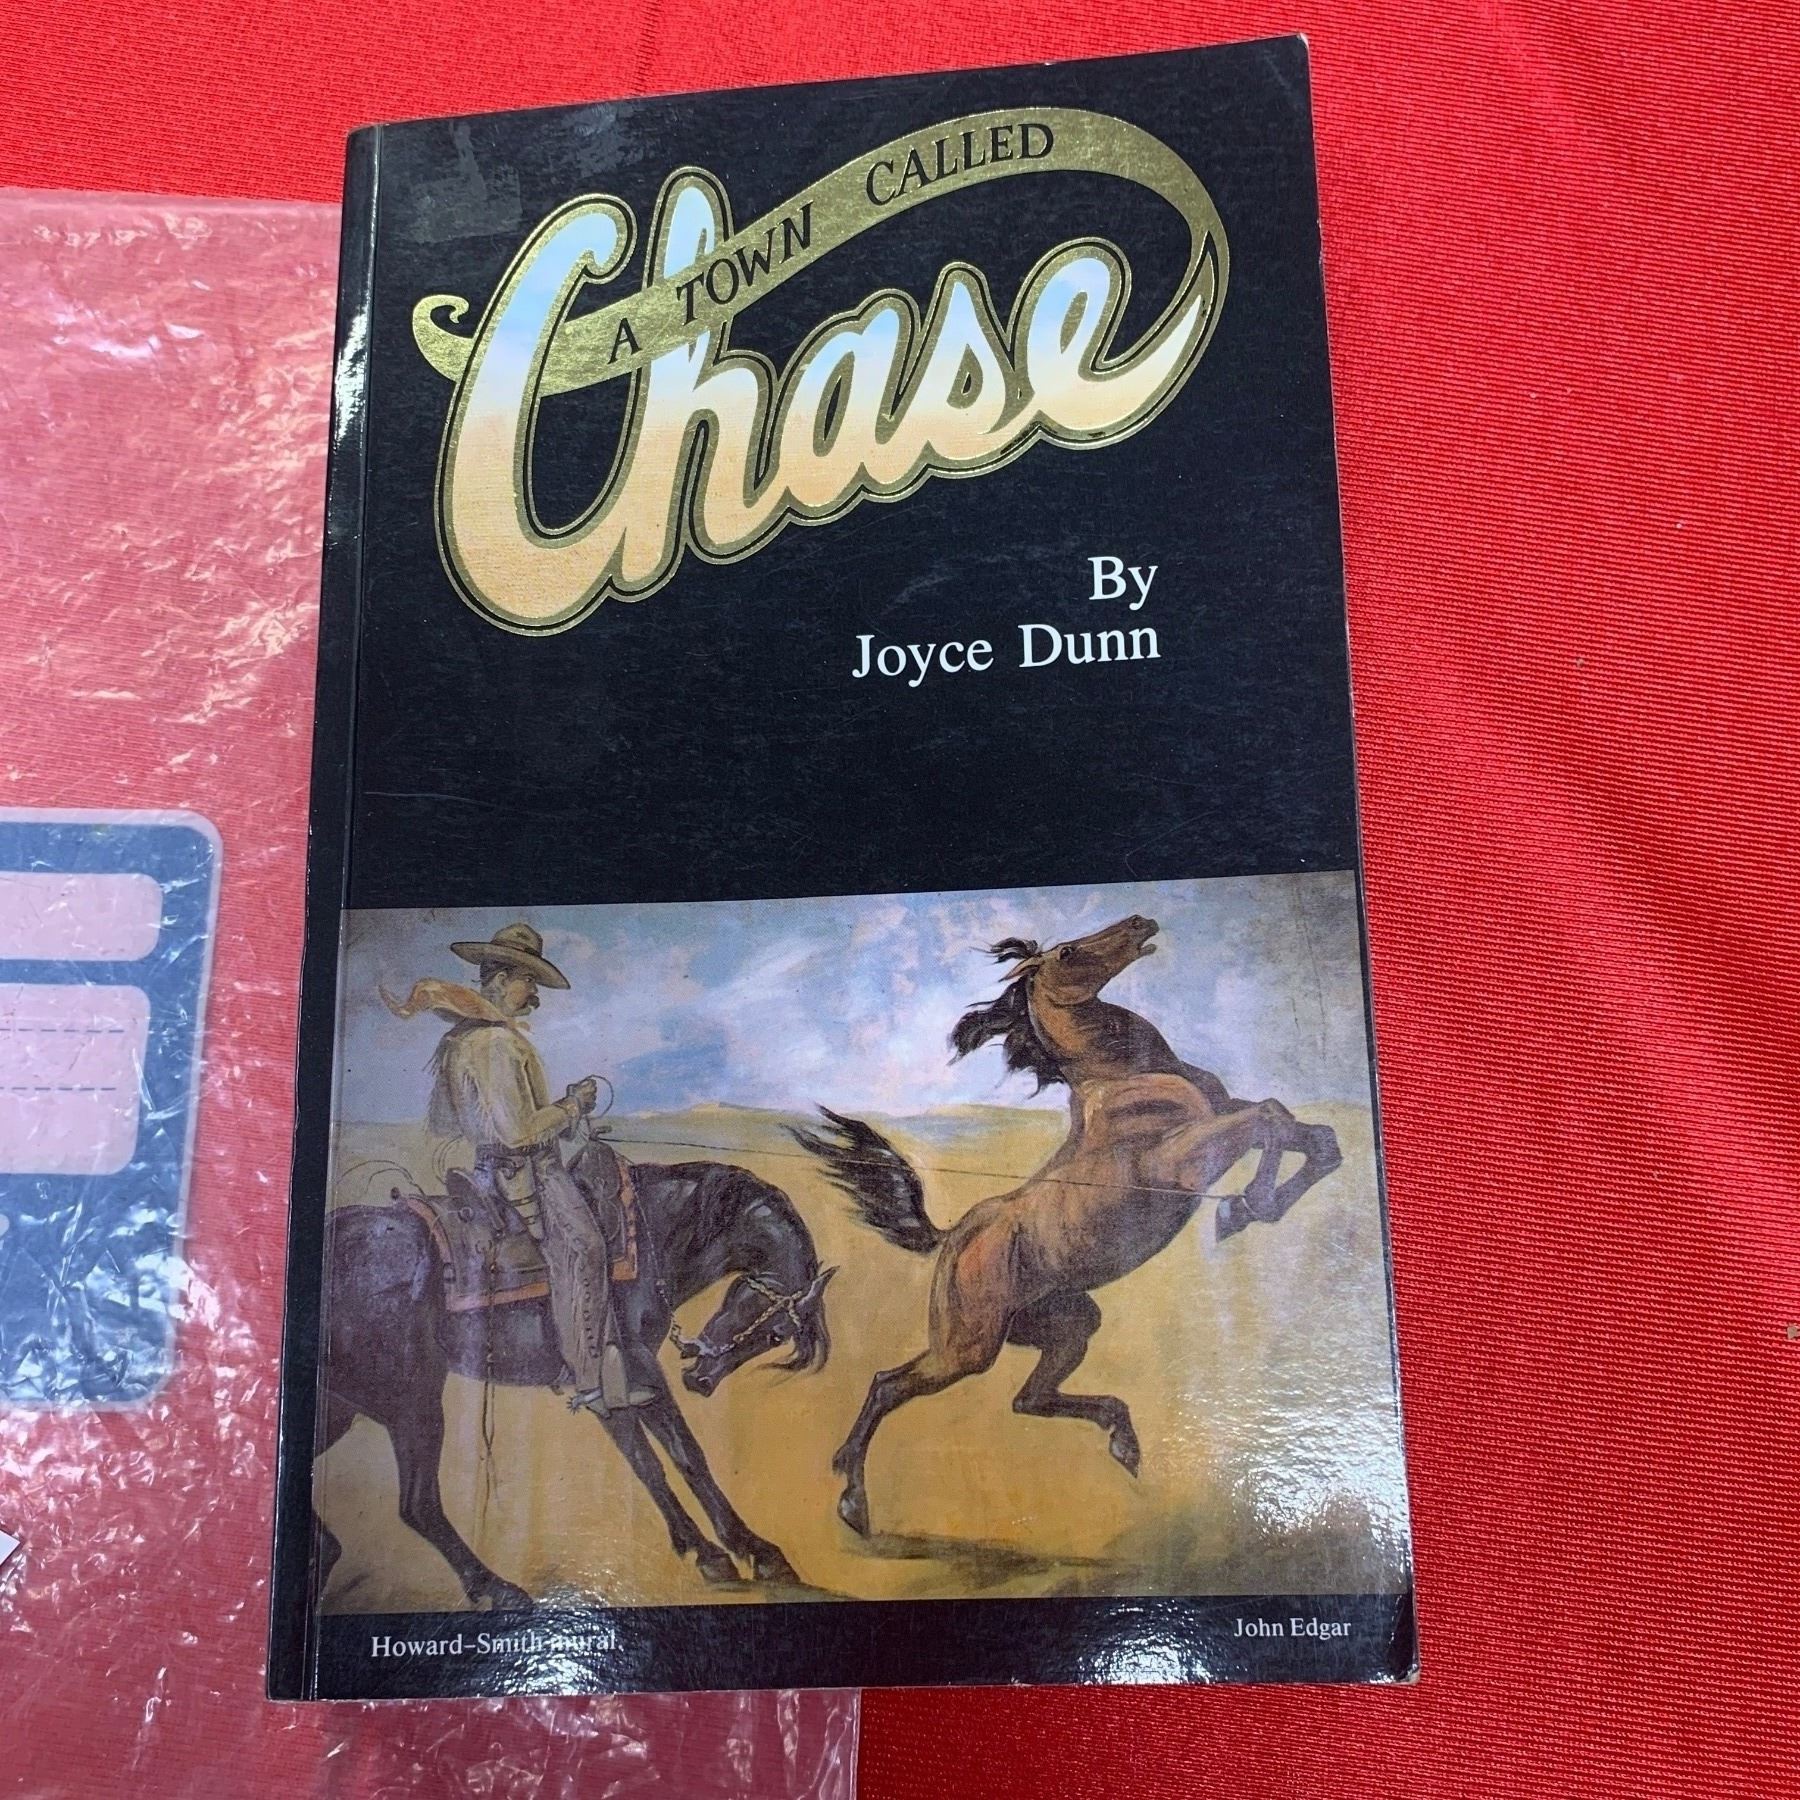 A TOWN CALLED
Chase
By
Joyce Dunn
Howard-Smith mural.
John Edgar